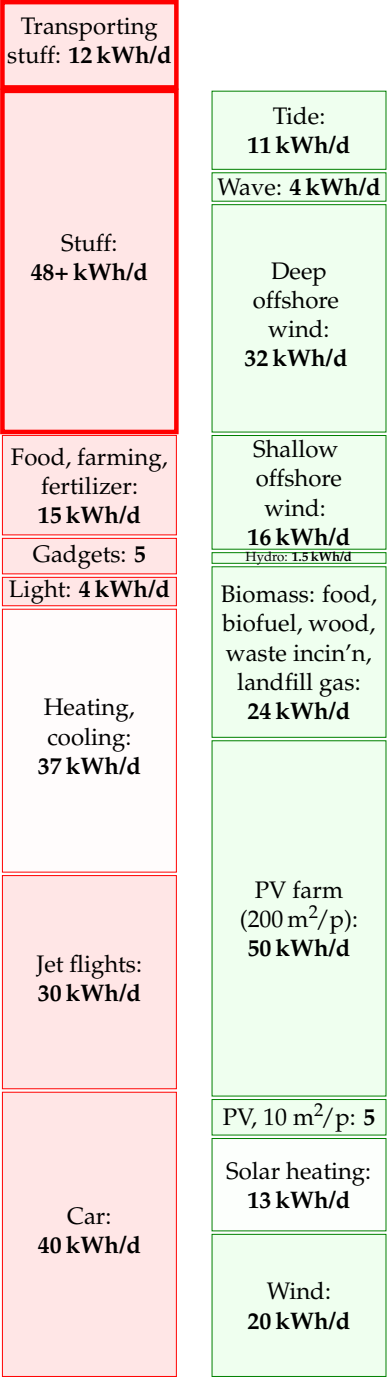 Transporting
stuff: 12 kWh/d
Stuff:
48+ kWh/d
Food, farming,
fertilizer:
15 kWh/d
Gadgets: 5
Light: 4 kWh/d
Heating,
cooling:
37 kWh/d
Jet flights:
30 kWh/d
Car:
40 kWh/d
Tide:
11 kWh/d
Wave: 4 kWh/d
Deep
offshore
wind:
32 kWh/d
Shallow
offshore
wind:
16 kWh/d
Hydro: 1.5 kWh/d
Biomass: food,
biofuel, wood,
waste incin’n,
landfill gas:
24 kWh/d
PV farm
(200 m²/p):
50 kWh/d
PV, 10 m²/p: 5
Solar heating:
13 kWh/d
Wind:
20 kWh/d